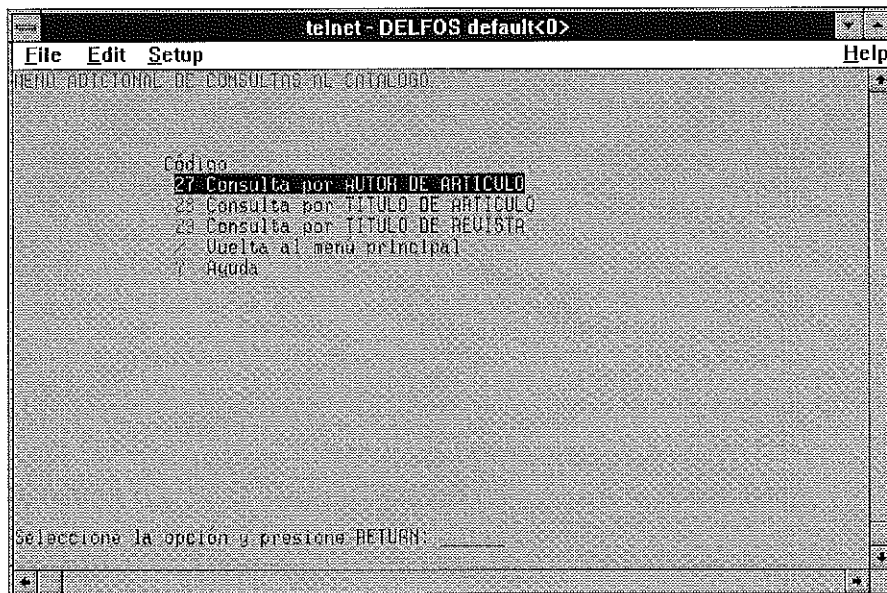 telnet - DELFOS default<0>
File Edit Setup Help
MENU ADICIONAL DE CONSULTAS AL CATALOGO
Código
27 Consulta por AUTOR DE ARTICULO
28 Consulta por TITULO DE ARTICULO
29 Consulta por TITULO DE REVISTA
/ Vuelta al menú principal
? Ayuda
Seleccione la opción y presione RETURN: